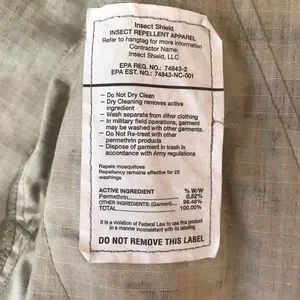 Insect Shield
INSECT REPELLENT APPAREL
Refer to hangtag for more information
Contractor Name:
Insect Shield, LLC
EPA REG. NO.: 74843-2
EPA EST. NO.: 74843-NC-001
– Do Not Dry Clean
– Dry Cleaning removes active
ingredient
– Wash separate from other clothing
– In military field operations, garment
may be washed with other garments.
– Do Not Re-treat with other
permethrin products
– Dispose of garment in trash in
accordance with Army regulations
Repels mosquitoes
Repellency remains effective for 25
washings
ACTIVE INGREDIENT % W/W
Permethrin 0.52%
OTHER INGREDIENTS: (Garment).... 99.48%
TOTAL 100.00%
It is a violation of Federal Law to use this product
in a manner inconsistent with its labeling
DO NOT REMOVE THIS LABEL